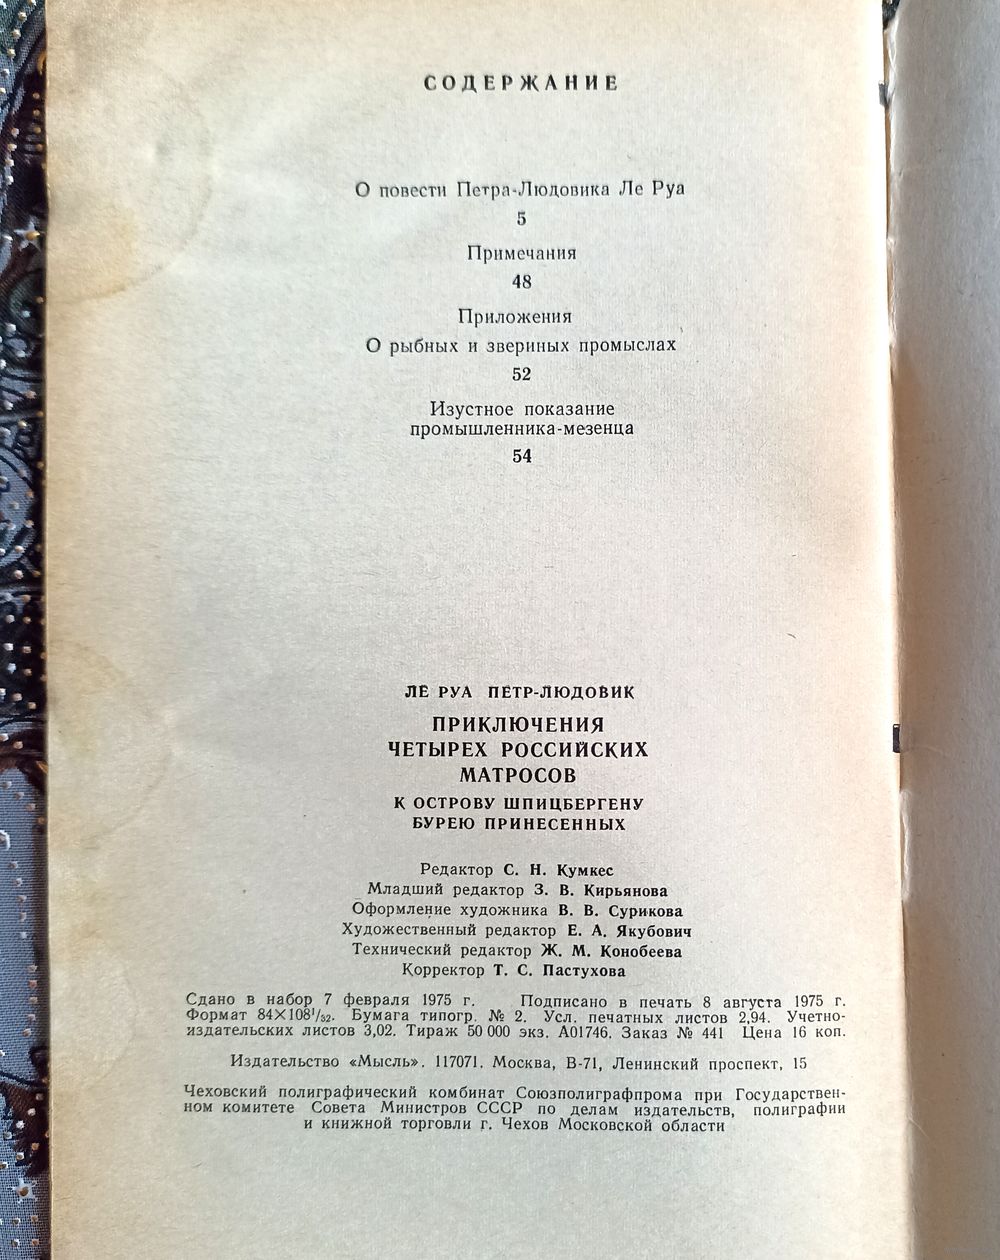 СОДЕРЖАНИЕ
О повести Петра-Людовика Ле Руа
5
Примечания
48
Приложения
О рыбных и звериных промыслах
52
Изустное показание
промышленника-мезенца
54
ЛЕ РУА ПЕТР-ЛЮДОВИК
ПРИКЛЮЧЕНИЯ
ЧЕТЫРЕХ РОССИЙСКИХ
МАТРОСОВ
К ОСТРОВУ ШПИЦБЕРГЕНУ
БУРЕЮ ПРИНЕСЕННЫХ
Редактор С. Н. Кумкес
Младший редактор З. В. Кирьянова
Оформление художника В. В. Сурикова
Художественный редактор Е. А. Якубович
Технический редактор Ж. М. Конобеева
Корректор Т. С. Пастухова
Сдано в набор 7 февраля 1975 г. Подписано в печать 8 августа 1975 г.
Формат 84×108¹/₃₂. Бумага типогр. № 2. Усл. печатных листов 2,94. Учетно-
издательских листов 3,02. Тираж 50 000 экз. А01746. Заказ № 441 Цена 16 коп.
Издательство «Мысль». 117071. Москва, В-71, Ленинский проспект, 15
Чеховский полиграфический комбинат Союзполиграфпрома при Государствен-
ном комитете Совета Министров СССР по делам издательств, полиграфии
и книжной торговли г. Чехов Московской области